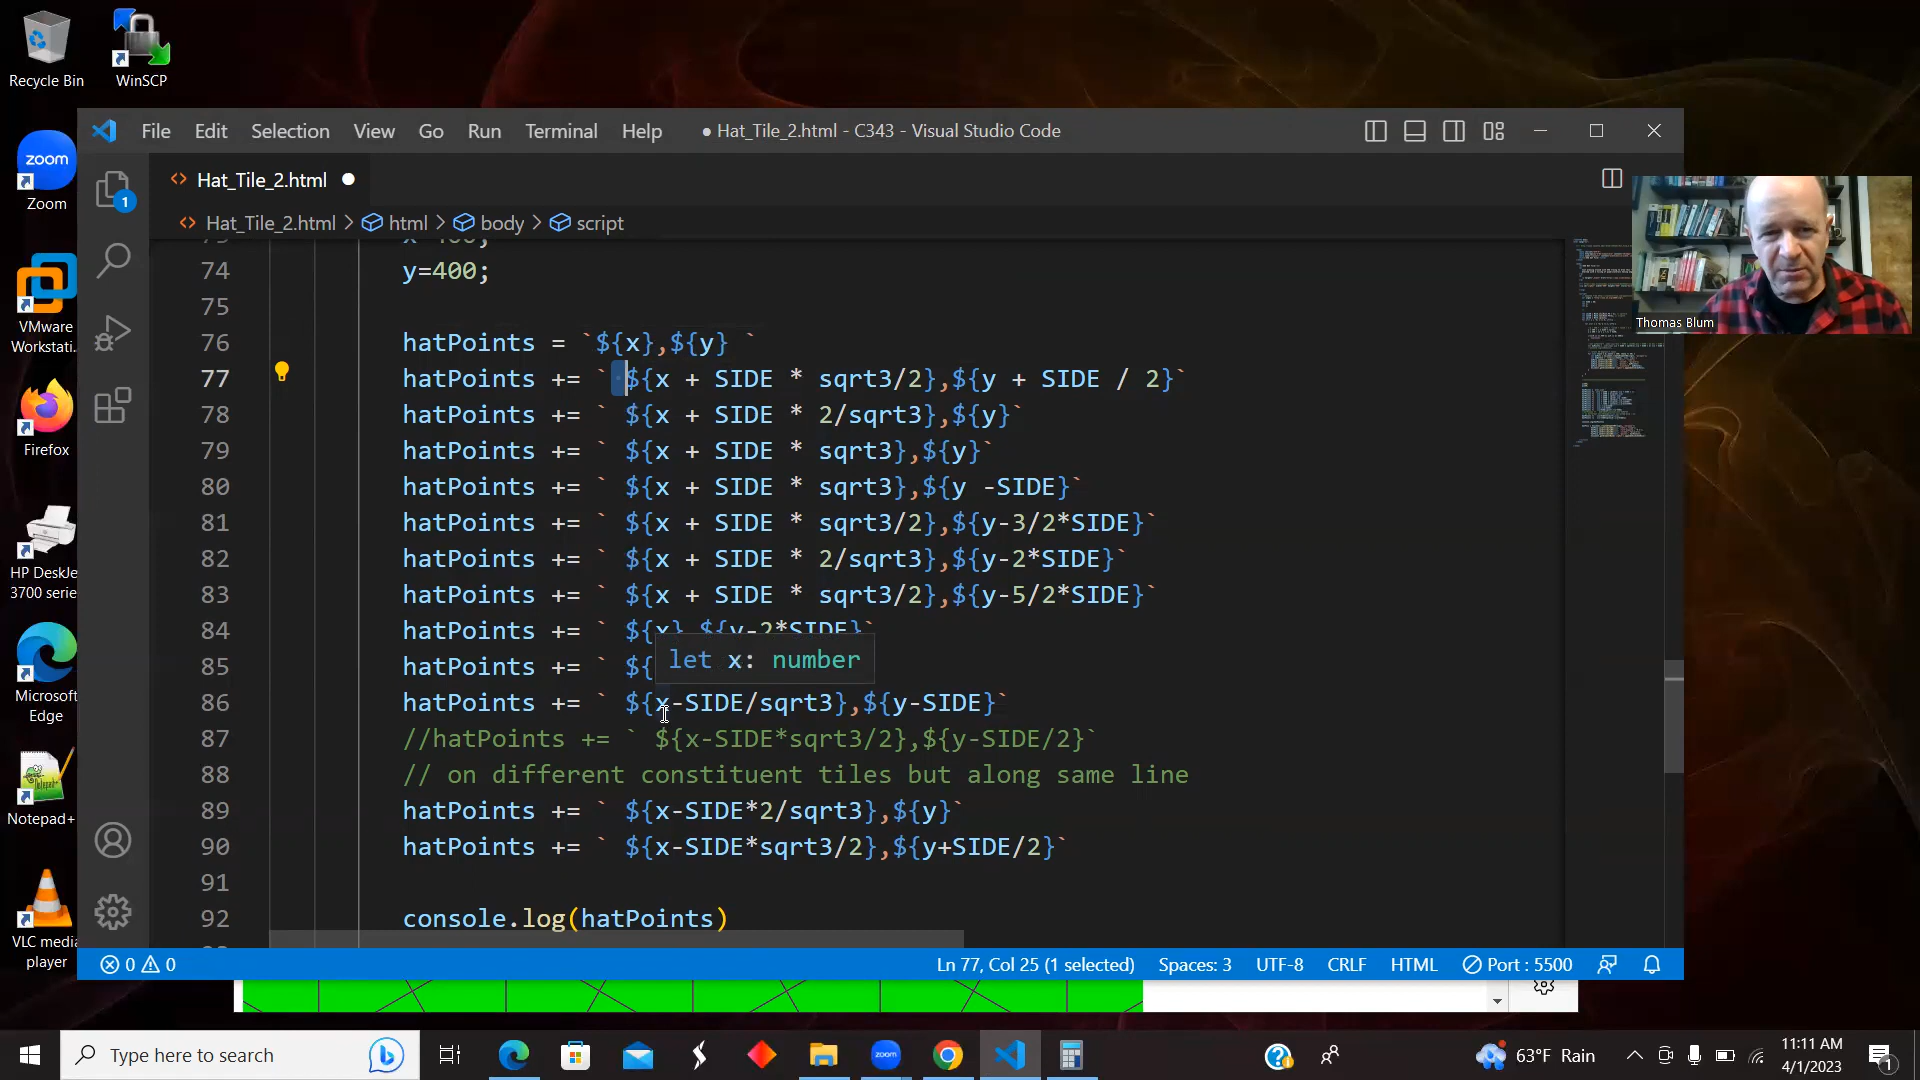 Recycle Bin
WinSCP
File Edit Selection View Go Run Terminal Help
● Hat_Tile_2.html - C343 - Visual Studio Code
zoom
Zoom
Hat_Tile_2.html
1
Hat_Tile_2.html > html > body > script
74 y=400;
75
76 hatPoints = `${x},${y} `
77 hatPoints += ` ${x + SIDE * sqrt3/2},${y + SIDE / 2}`
78 hatPoints += ` ${x + SIDE * 2/sqrt3},${y}`
79 hatPoints += ` ${x + SIDE * sqrt3},${y}`
80 hatPoints += ` ${x + SIDE * sqrt3},${y -SIDE}`
81 hatPoints += ` ${x + SIDE * sqrt3/2},${y-3/2*SIDE}`
82 hatPoints += ` ${x + SIDE * 2/sqrt3},${y-2*SIDE}`
83 hatPoints += ` ${x + SIDE * sqrt3/2},${y-5/2*SIDE}`
84 hatPoints += ` ${x},${y-2*SIDE}`
let x: number
85 hatPoints += ` ${
86 hatPoints += ` ${x-SIDE/sqrt3},${y-SIDE}`
87 //hatPoints += ` ${x-SIDE*sqrt3/2},${y-SIDE/2}`
88 // on different constituent tiles but along same line
89 hatPoints += ` ${x-SIDE*2/sqrt3},${y}`
90 hatPoints += ` ${x-SIDE*sqrt3/2},${y+SIDE/2}`
91
92 console.log(hatPoints)
Thomas Blum
VMware
Workstati...
Firefox
HP DeskJe
3700 serie
Microsoft
Edge
Notepad+
VLC media
player
0 0
Ln 77, Col 25 (1 selected) Spaces: 3 UTF-8 CRLF HTML Port : 5500
Type here to search
zoom
63°F Rain
11:11 AM
4/1/2023
1